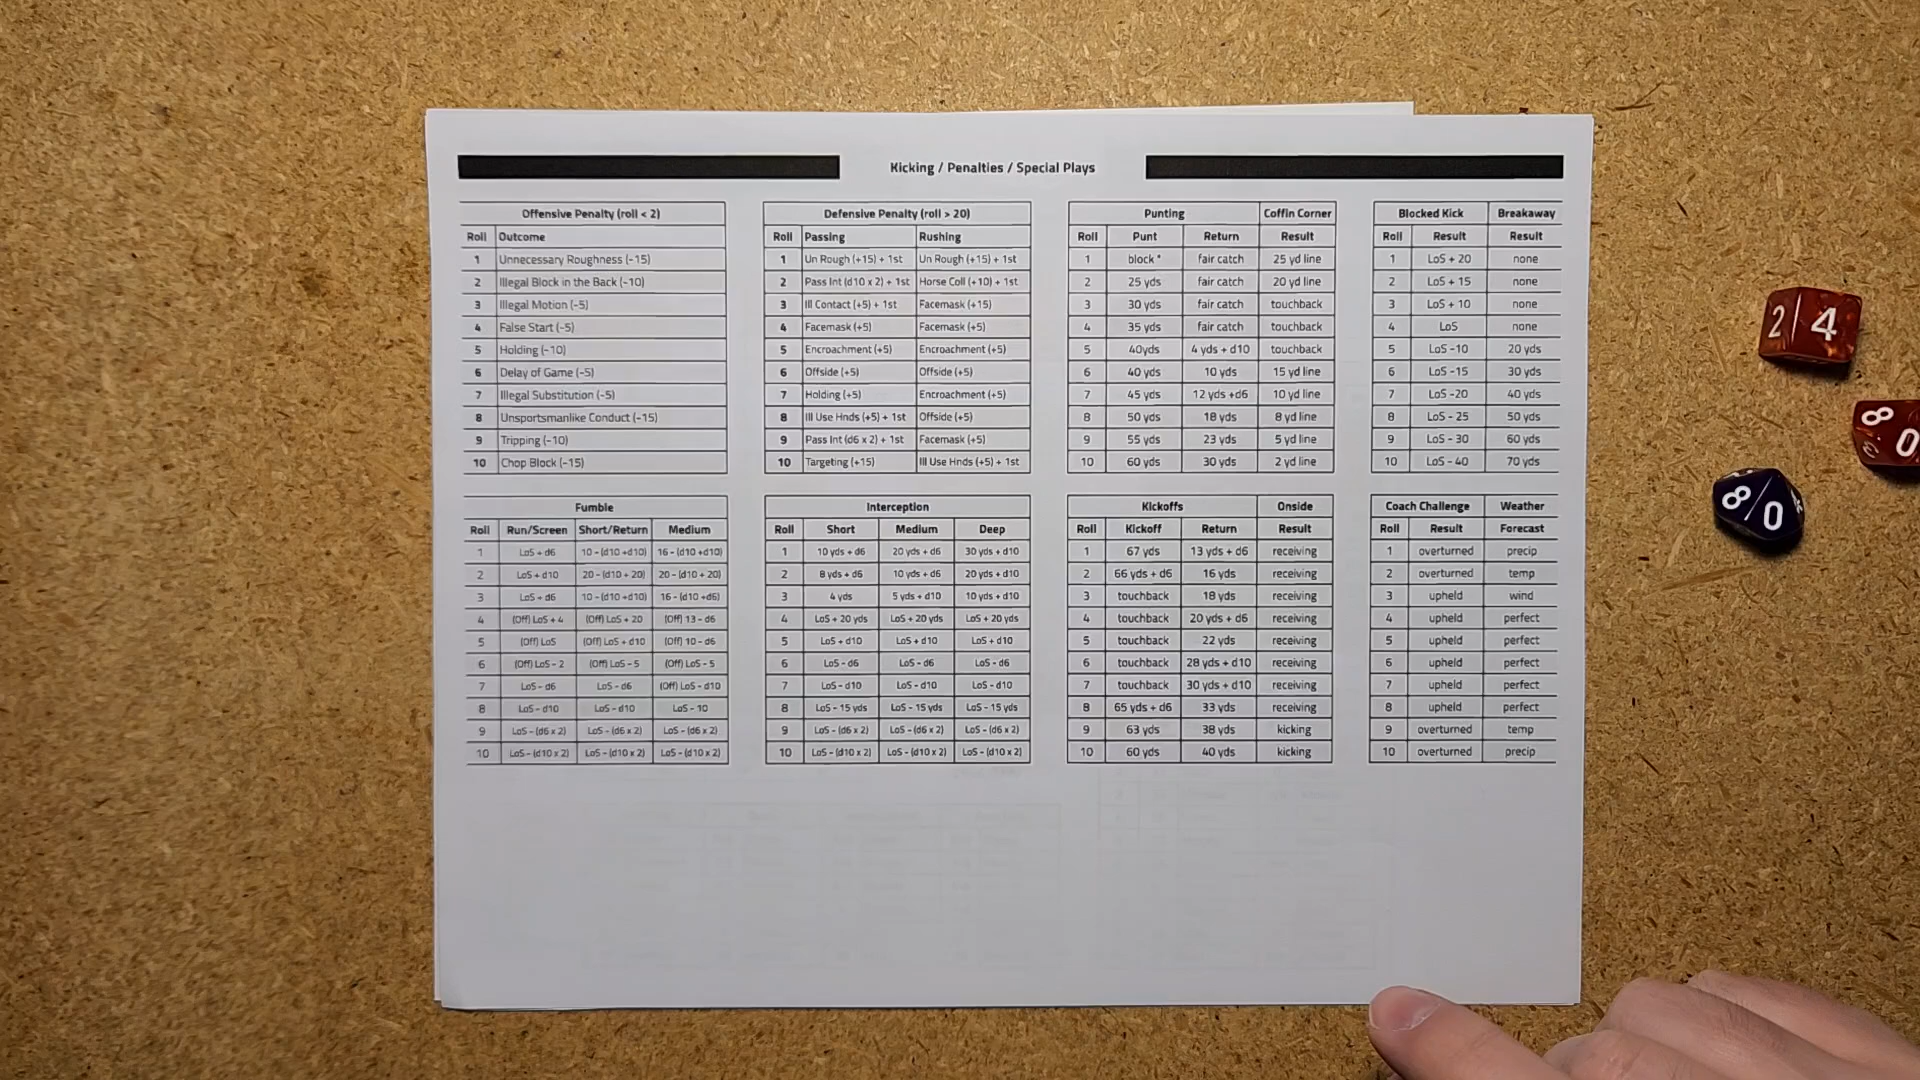 Kicking / Penalties / Special Plays
Offensive Penalty (roll < 2)
Roll Outcome
1 Unnecessary Roughness (-15)
2 Illegal Block in the Back (-10)
3 Illegal Motion (-5)
4 False Start (-5)
5 Holding (-10)
6 Delay of Game (-5)
7 Illegal Substitution (-5)
8 Unsportsmanlike Conduct (-15)
9 Tripping (-10)
10 Chop Block (-15)
Defensive Penalty (roll > 20)
Roll Passing Rushing
1 Un Rough (+15) + 1st Un Rough (+15) + 1st
2 Pass Int (d10 x 2) + 1st Horse Coll (+10) + 1st
3 Ill Contact (+5) + 1st Facemask (+15)
4 Facemask (+5) Facemask (+5)
5 Encroachment (+5) Encroachment (+5)
6 Offside (+5) Offside (+5)
7 Holding (+5) Encroachment (+5)
8 Ill Use Hnds (+5) + 1st Offside (+5)
9 Pass Int (d6 x 2) + 1st Facemask (+5)
10 Targeting (+15) Ill Use Hnds (+5) + 1st
Punting Coffin Corner
Roll Punt Return Result
1 block * fair catch 25 yd line
2 25 yds fair catch 20 yd line
3 30 yds fair catch touchback
4 35 yds fair catch touchback
5 40yds 4 yds + d10 touchback
6 40 yds 10 yds 15 yd line
7 45 yds 12 yds +d6 10 yd line
8 50 yds 18 yds 8 yd line
9 55 yds 23 yds 5 yd line
10 60 yds 30 yds 2 yd line
Blocked Kick Breakaway
Roll Result Result
1 LoS + 20 none
2 LoS + 15 none
3 LoS + 10 none
4 LoS none
5 LoS -10 20 yds
6 LoS -15 30 yds
7 LoS -20 40 yds
8 LoS - 25 50 yds
9 LoS - 30 60 yds
10 LoS - 40 70 yds
Fumble
Roll Run/Screen Short/Return Medium
1 LoS + d6 10 - (d10 +d10) 16 - (d10 +d10)
2 LoS + d10 20 - (d10 + 20) 20 - (d10 + 20)
3 LoS + d6 10 - (d10 +d10) 16 - (d10 +d6)
4 (Off) LoS + 4 (Off) LoS + 20 (Off) 13 - d6
5 (Off) LoS (Off) LoS + d10 (Off) 10 - d6
6 (Off) LoS - 2 (Off) LoS - 5 (Off) LoS - 5
7 LoS - d6 LoS - d6 (Off) LoS - d10
8 LoS - d10 LoS - d10 LoS - 10
9 LoS - (d6 x 2) LoS - (d6 x 2) LoS - (d6 x 2)
10 LoS - (d10 x 2) LoS - (d10 x 2) LoS - (d10 x 2)
Interception
Roll Short Medium Deep
1 10 yds + d6 20 yds + d6 30 yds + d10
2 8 yds + d6 10 yds + d6 20 yds + d10
3 4 yds 5 yds + d10 10 yds + d10
4 LoS + 20 yds LoS + 20 yds LoS + 20 yds
5 LoS + d10 LoS + d10 LoS + d10
6 LoS - d6 LoS - d6 LoS - d6
7 LoS - d10 LoS - d10 LoS - d10
8 LoS - 15 yds LoS - 15 yds LoS - 15 yds
9 LoS - (d6 x 2) LoS - (d6 x 2) LoS - (d6 x 2)
10 LoS - (d10 x 2) LoS - (d10 x 2) LoS - (d10 x 2)
Kickoffs Onside
Roll Kickoff Return Result
1 67 yds 13 yds + d6 receiving
2 66 yds + d6 16 yds receiving
3 touchback 18 yds receiving
4 touchback 20 yds + d6 receiving
5 touchback 22 yds receiving
6 touchback 28 yds + d10 receiving
7 touchback 30 yds + d10 receiving
8 65 yds + d6 33 yds receiving
9 63 yds 38 yds kicking
10 60 yds 40 yds kicking
Coach Challenge Weather
Roll Result Forecast
1 overturned precip
2 overturned temp
3 upheld wind
4 upheld perfect
5 upheld perfect
6 upheld perfect
7 upheld perfect
8 upheld perfect
9 overturned temp
10 overturned precip
2 4
8 0
3
8 0